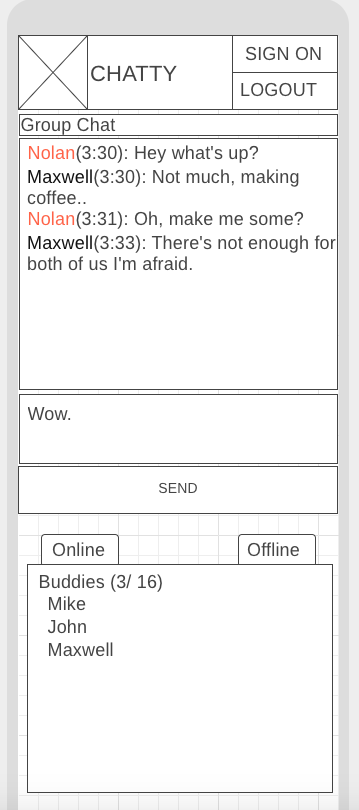 CHATTY
SIGN ON
LOGOUT
Group Chat
Nolan(3:30): Hey what's up?
Maxwell(3:30): Not much, making
coffee..
Nolan(3:31): Oh, make me some?
Maxwell(3:33): There's not enough for
both of us I'm afraid.
Wow.
SEND
Online
Offline
Buddies (3/ 16)
Mike
John
Maxwell